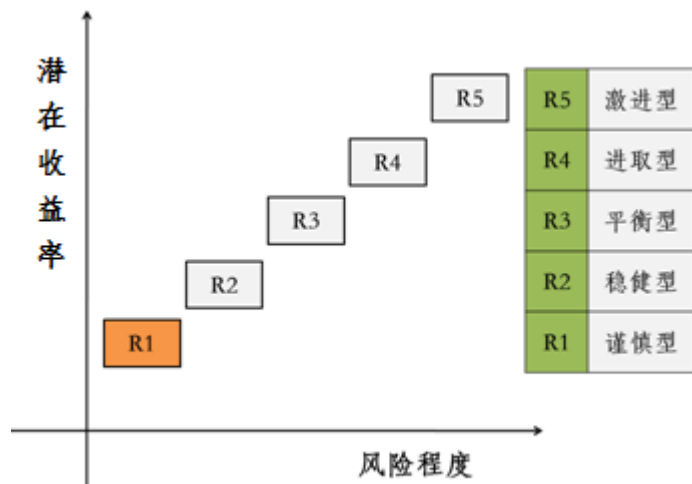 潜在收益率
R5
R4
R3
R2
R1
风险程度
R5 激进型
R4 进取型
R3 平衡型
R2 稳健型
R1 谨慎型